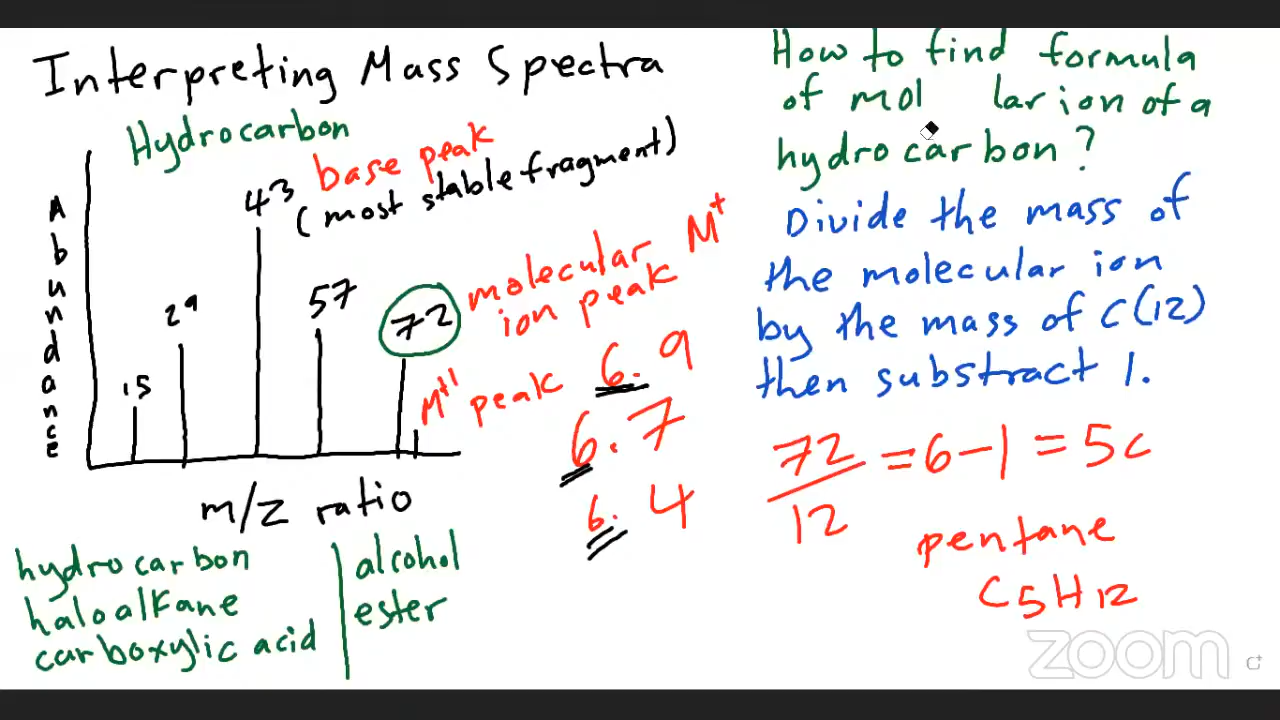 Interpreting Mass Spectra
Hydrocarbon
base peak
(most stable fragment)
Abundance
15
29
43
57
72
molecular M+
ion peak
M+1 peak
m/z ratio
6.9
6.7
6.4
hydrocarbon
haloalkane
carboxylic acid
alcohol
ester
How to find formula
of mol lar ion of a
hydrocarbon?
Divide the mass of
the molecular ion
by the mass of C(12)
then substract 1.
72/12 = 6 - 1 = 5C
pentane
C5H12
zoom
C+